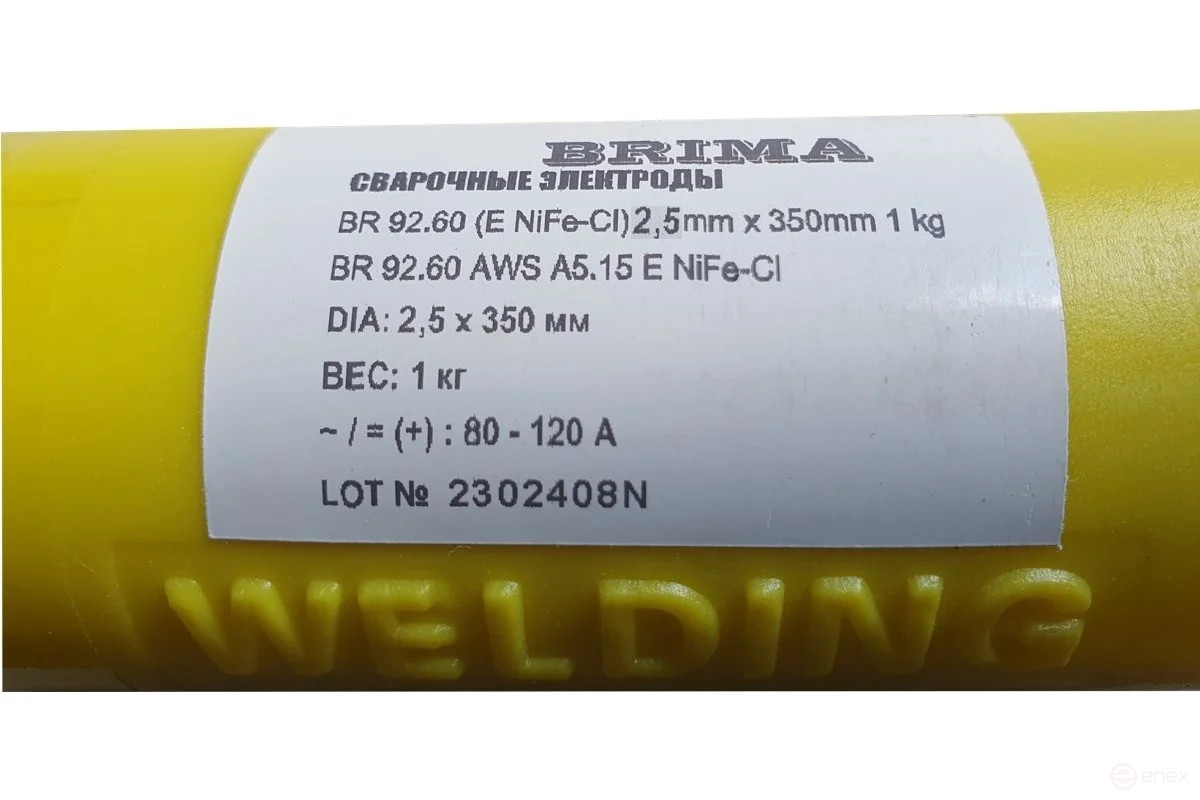 BRIMA
СВАРОЧНЫЕ ЭЛЕКТРОДЫ
BR 92.60 (E NiFe-Cl)2,5mm x 350mm 1 kg
BR 92.60 AWS A5.15 E NiFe-Cl
DIA: 2,5 x 350 мм
ВЕС: 1 кг
~ / = (+) : 80 - 120 A
LOT № 2302408N
WELDING
enex